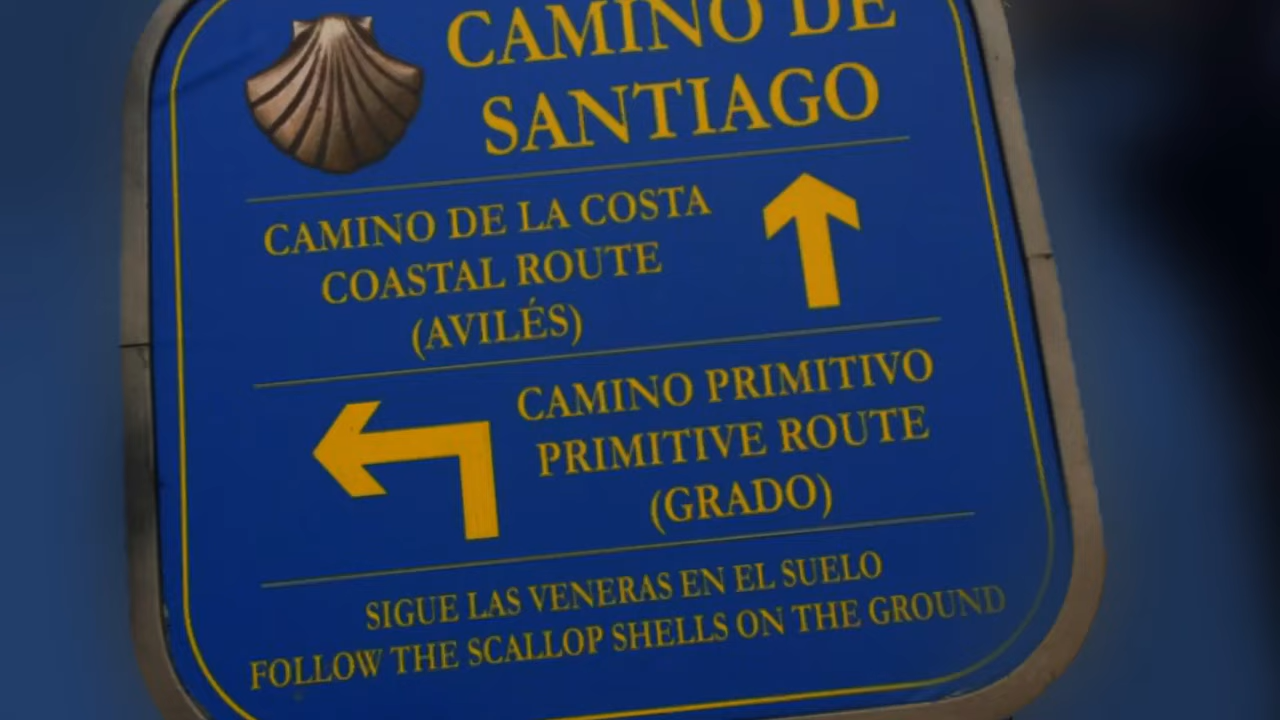 CAMINO DE
SANTIAGO
CAMINO DE LA COSTA
COASTAL ROUTE
(AVILÉS)
CAMINO PRIMITIVO
PRIMITIVE ROUTE
(GRADO)
SIGUE LAS VENERAS EN EL SUELO
FOLLOW THE SCALLOP SHELLS ON THE GROUND